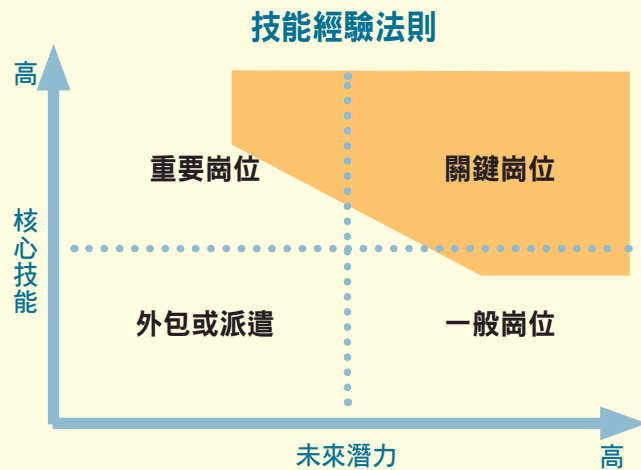 技能經驗法則
高
重要崗位
關鍵崗位
核心技能
外包或派遣
一般崗位
未來潛力
高